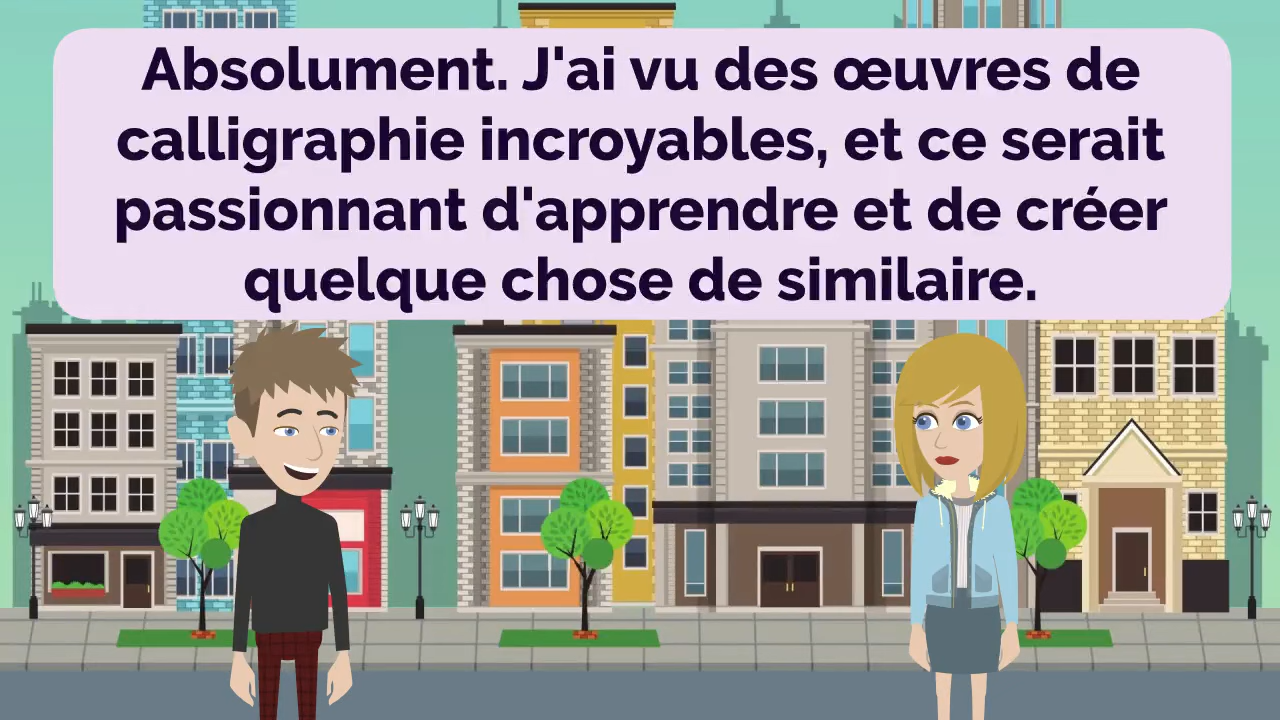 Absolument. J'ai vu des œuvres de
calligraphie incroyables, et ce serait
passionnant d'apprendre et de créer
quelque chose de similaire.